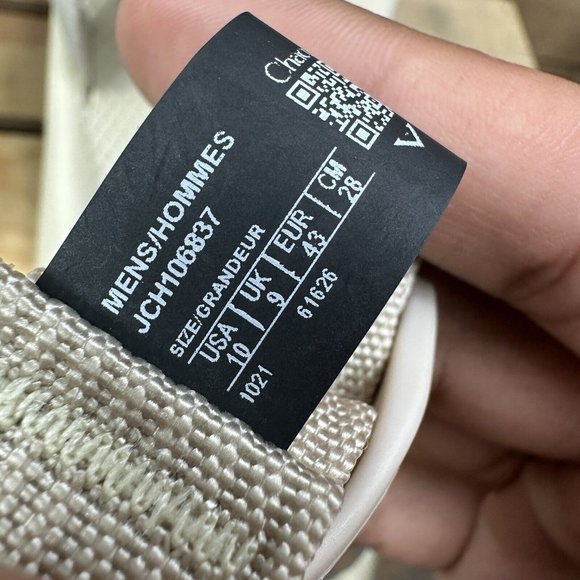 MENS/HOMMES
JCH106837
SIZE/GRANDEUR
USA | UK | EUR | CM
10 | 9 | 43 | 28
1021 61626